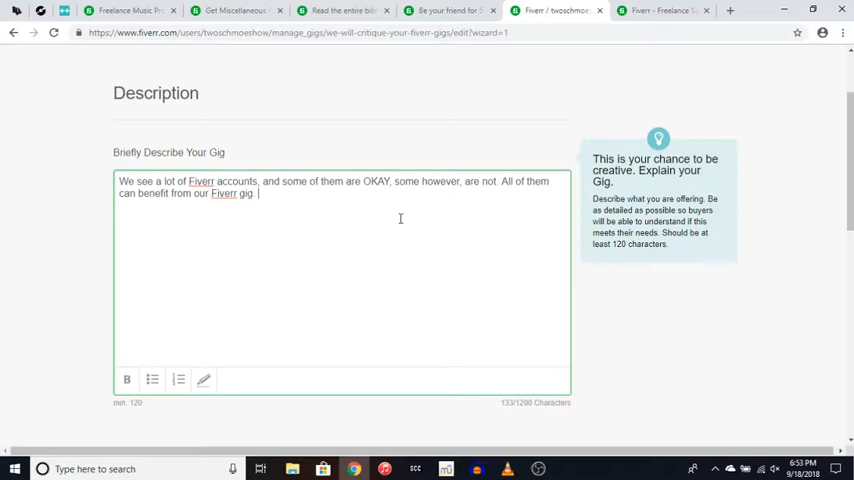 Freelance Music Pro
Get Miscellaneous
Read the entire bib
Be your friend for
Fiverr / twoschmoesho
Fiverr - Freelance S
https://www.fiverr.com/users/twoschmoeshow/manage_gigs/we-will-critique-your-fiverr-gigs/edit?wizard=1
Description
Briefly Describe Your Gig
We see a lot of Fiverr accounts, and some of them are OKAY, some however, are not. All of them
can benefit from our Fiverr gig.
B
min. 120
133/1200 Characters
This is your chance to be
creative. Explain your
Gig.
Describe what you are offering. Be
as detailed as possible so buyers
will be able to understand if this
meets their needs. Should be at
least 120 characters.
Type here to search
SCC
6:53 PM
9/18/2018